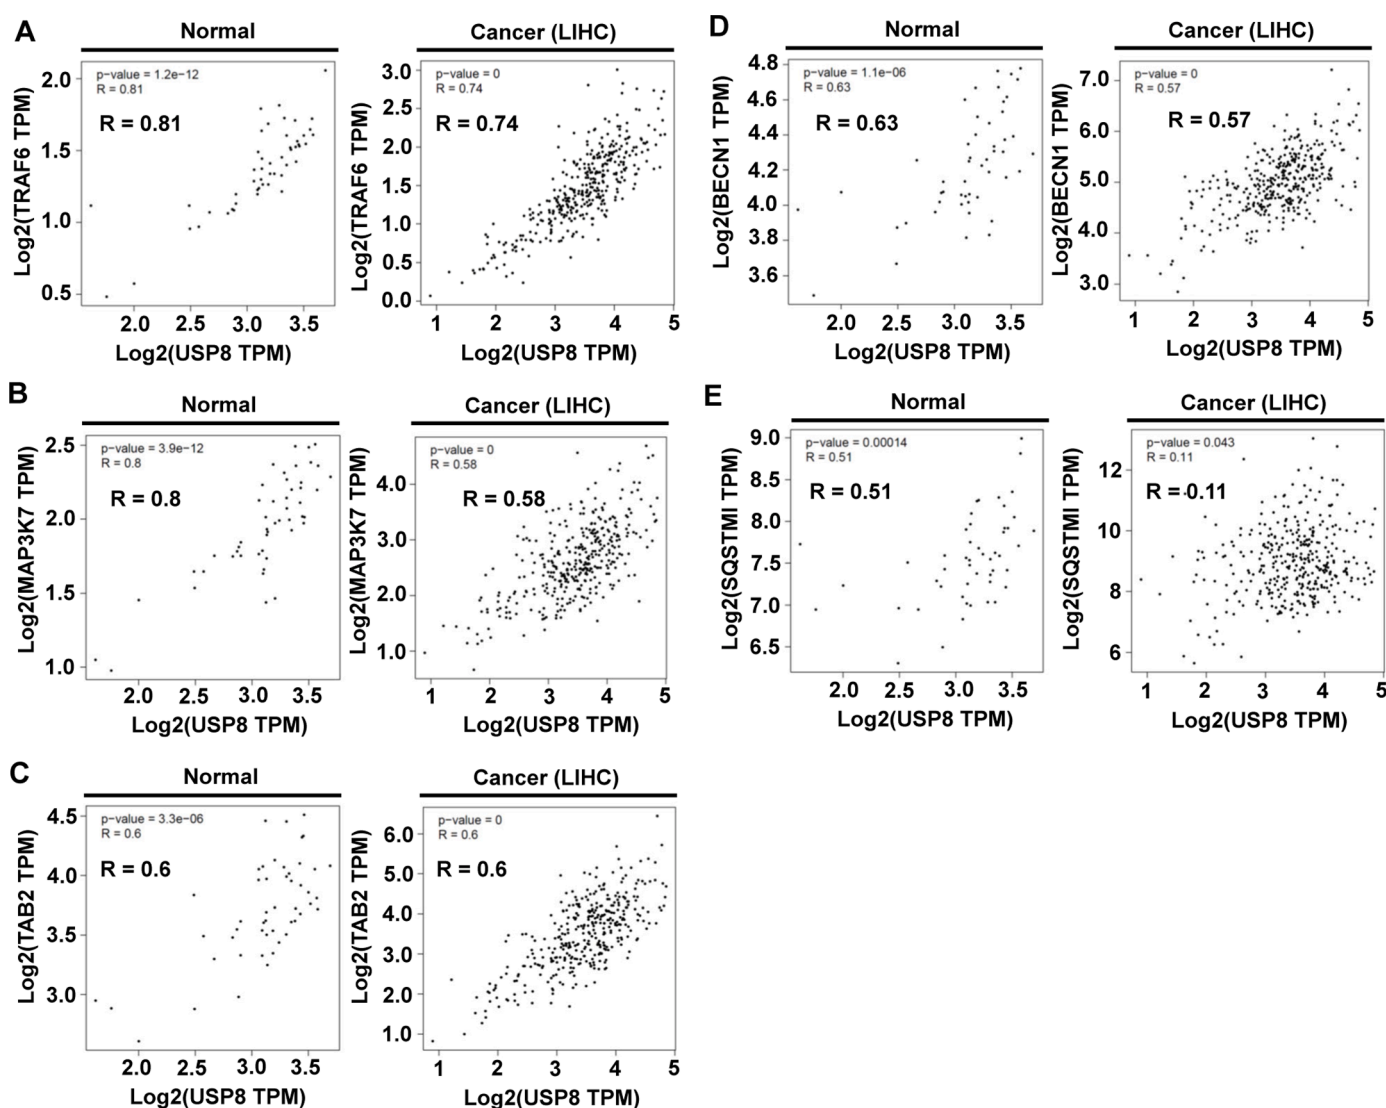 A
Normal
Cancer (LIHC)
p-value = 1.2e−12
R = 0.81
R = 0.81
Log2(TRAF6 TPM)
2.0
1.5
1.0
0.5
2.0 2.5 3.0 3.5
Log2(USP8 TPM)
p-value = 0
R = 0.74
R = 0.74
Log2(TRAF6 TPM)
3.0
2.5
2.0
1.5
1.0
0.5
0.0
1 2 3 4 5
Log2(USP8 TPM)
B
Normal
Cancer (LIHC)
p-value = 3.9e−12
R = 0.8
R = 0.8
Log2(MAP3K7 TPM)
2.5
2.0
1.5
1.0
2.0 2.5 3.0 3.5
Log2(USP8 TPM)
p-value = 0
R = 0.58
R = 0.58
Log2(MAP3K7 TPM)
4.0
3.0
2.0
1.0
1 2 3 4 5
Log2(USP8 TPM)
C
Normal
Cancer (LIHC)
p-value = 3.3e−06
R = 0.6
R = 0.6
Log2(TAB2 TPM)
4.5
4.0
3.5
3.0
2.0 2.5 3.0 3.5
Log2(USP8 TPM)
p-value = 0
R = 0.6
R = 0.6
Log2(TAB2 TPM)
6.0
5.0
4.0
3.0
2.0
1.0
1 2 3 4 5
Log2(USP8 TPM)
D
Normal
Cancer (LIHC)
p-value = 1.1e−06
R = 0.63
R = 0.63
Log2(BECN1 TPM)
4.8
4.6
4.4
4.2
4.0
3.8
3.6
2.0 2.5 3.0 3.5
Log2(USP8 TPM)
p-value = 0
R = 0.57
R = 0.57
Log2(BECN1 TPM)
7.0
6.0
5.0
4.0
3.0
1 2 3 4 5
Log2(USP8 TPM)
E
Normal
Cancer (LIHC)
p-value = 0.00014
R = 0.51
R = 0.51
Log2(SQSTMI TPM)
9.0
8.5
8.0
7.5
7.0
6.5
2.0 2.5 3.0 3.5
Log2(USP8 TPM)
p-value = 0.043
R = 0.11
R = 0.11
Log2(SQSTMI TPM)
12
10
8
6
1 2 3 4 5
Log2(USP8 TPM)